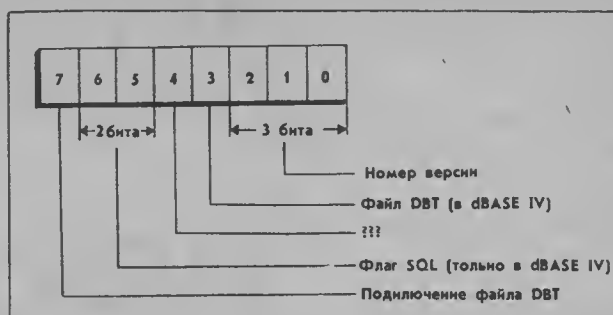 7 6 5 4 3 2 1 0
2бита 3 бита
Номер версии
Файл DBT (в dBASE IV)
???
Флаг SQL (только в dBASE IV)
Подилючение файла DBT